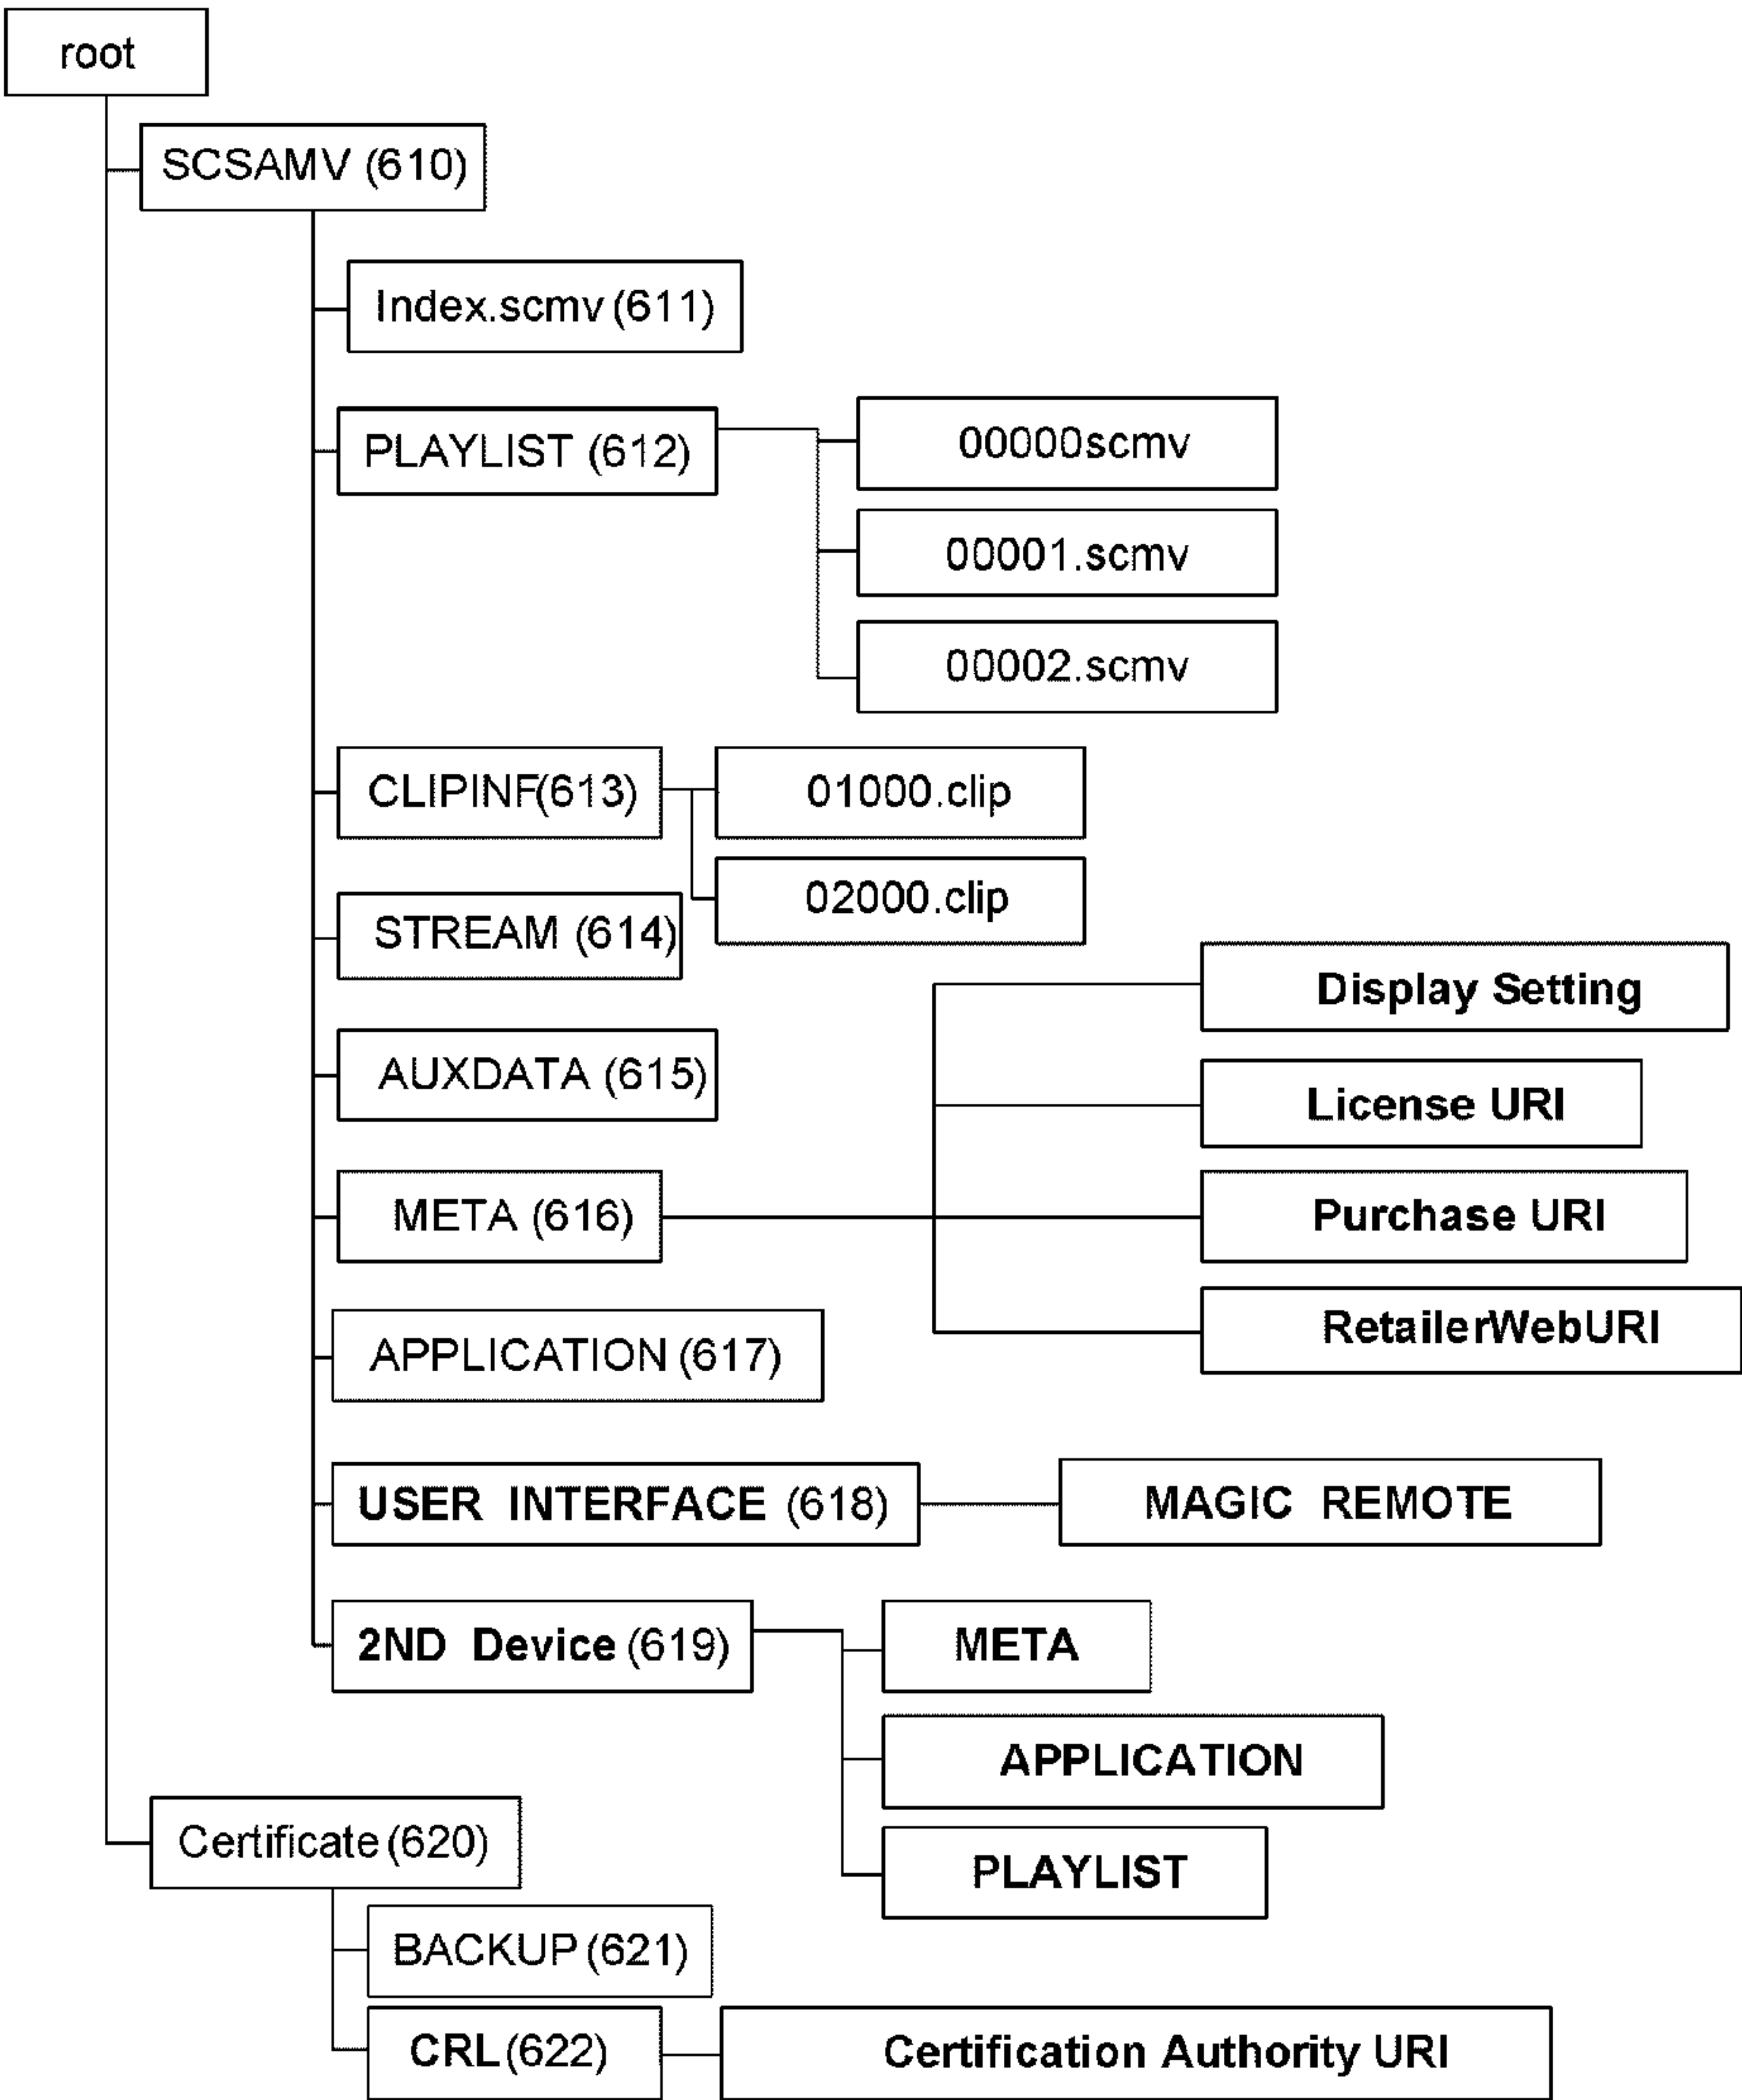 root
SCSAMV (610)
Index.scmv (611)
PLAYLIST (612)
00000scmv
00001.scmv
00002.scmv
CLIPINF(613)
01000.clip
02000.clip
STREAM (614)
Display Setting
AUXDATA (615)
License URI
META (616)
Purchase URI
RetailerWebURI
APPLICATION (617)
USER INTERFACE (618)
MAGIC REMOTE
2ND Device (619)
META
APPLICATION
PLAYLIST
Certificate (620)
BACKUP (621)
CRL (622)
Certification Authority URI